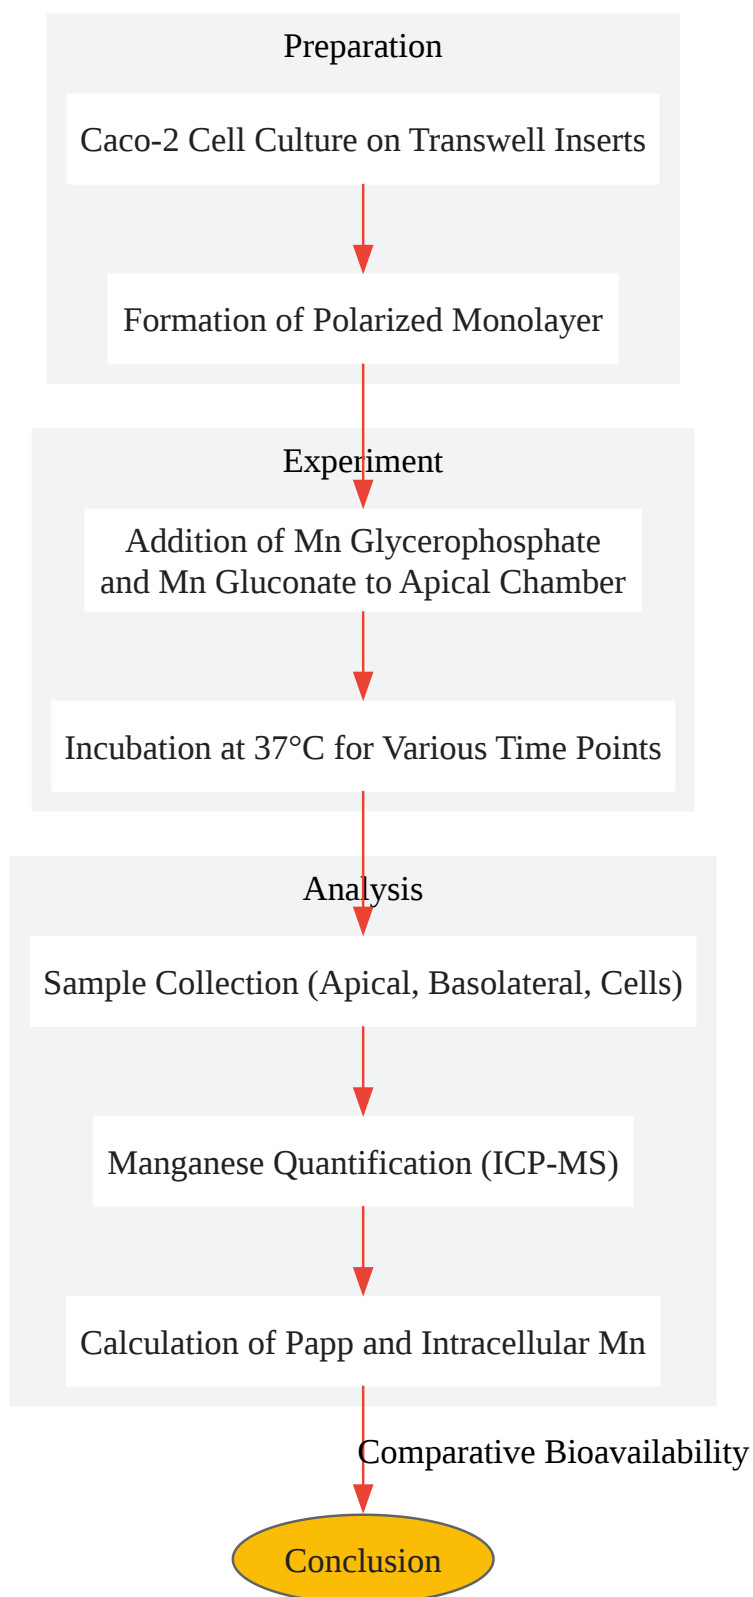 Preparation
Caco-2 Cell Culture on Transwell Inserts
Formation of Polarized Monolayer
Experiment
Addition of Mn Glycerophosphate
and Mn Gluconate to Apical Chamber
Incubation at 37°C for Various Time Points
Analysis
Sample Collection (Apical, Basolateral, Cells)
Manganese Quantification (ICP-MS)
Calculation of Papp and Intracellular Mn
Comparative Bioavailability
Conclusion